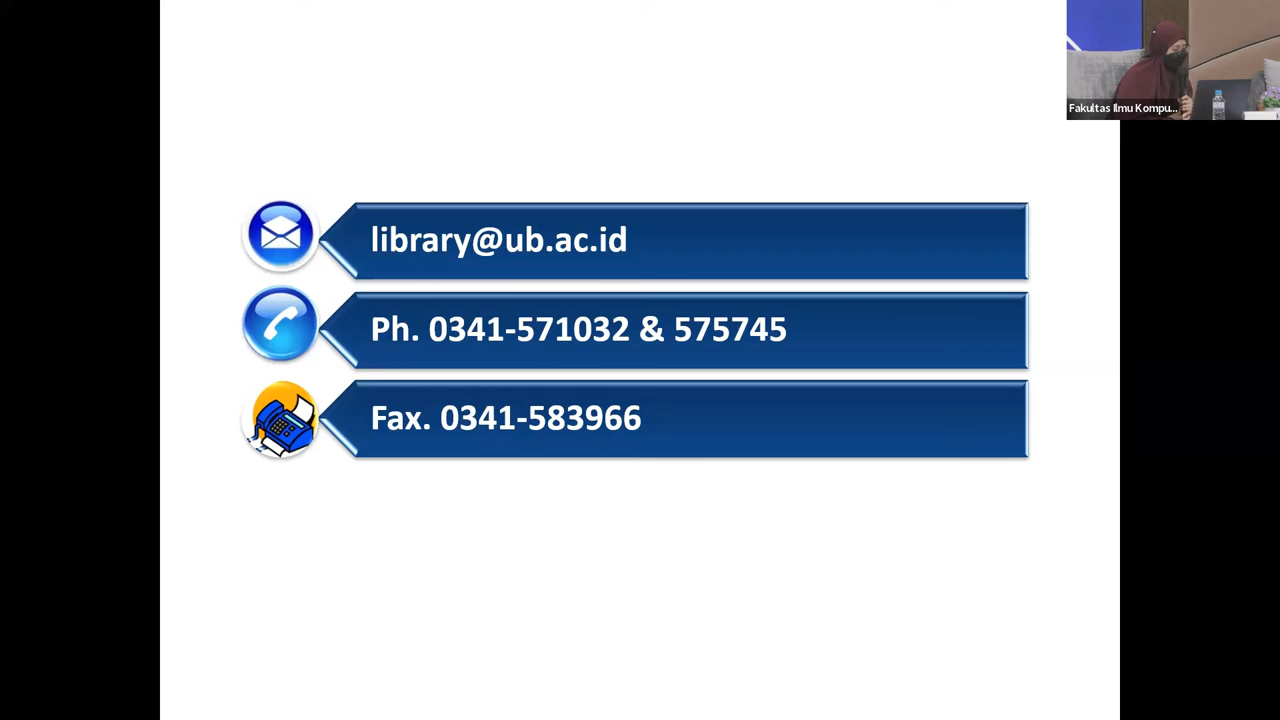 Fakultas Ilmu Kompu...
library@ub.ac.id
Ph. 0341-571032 & 575745
Fax. 0341-583966